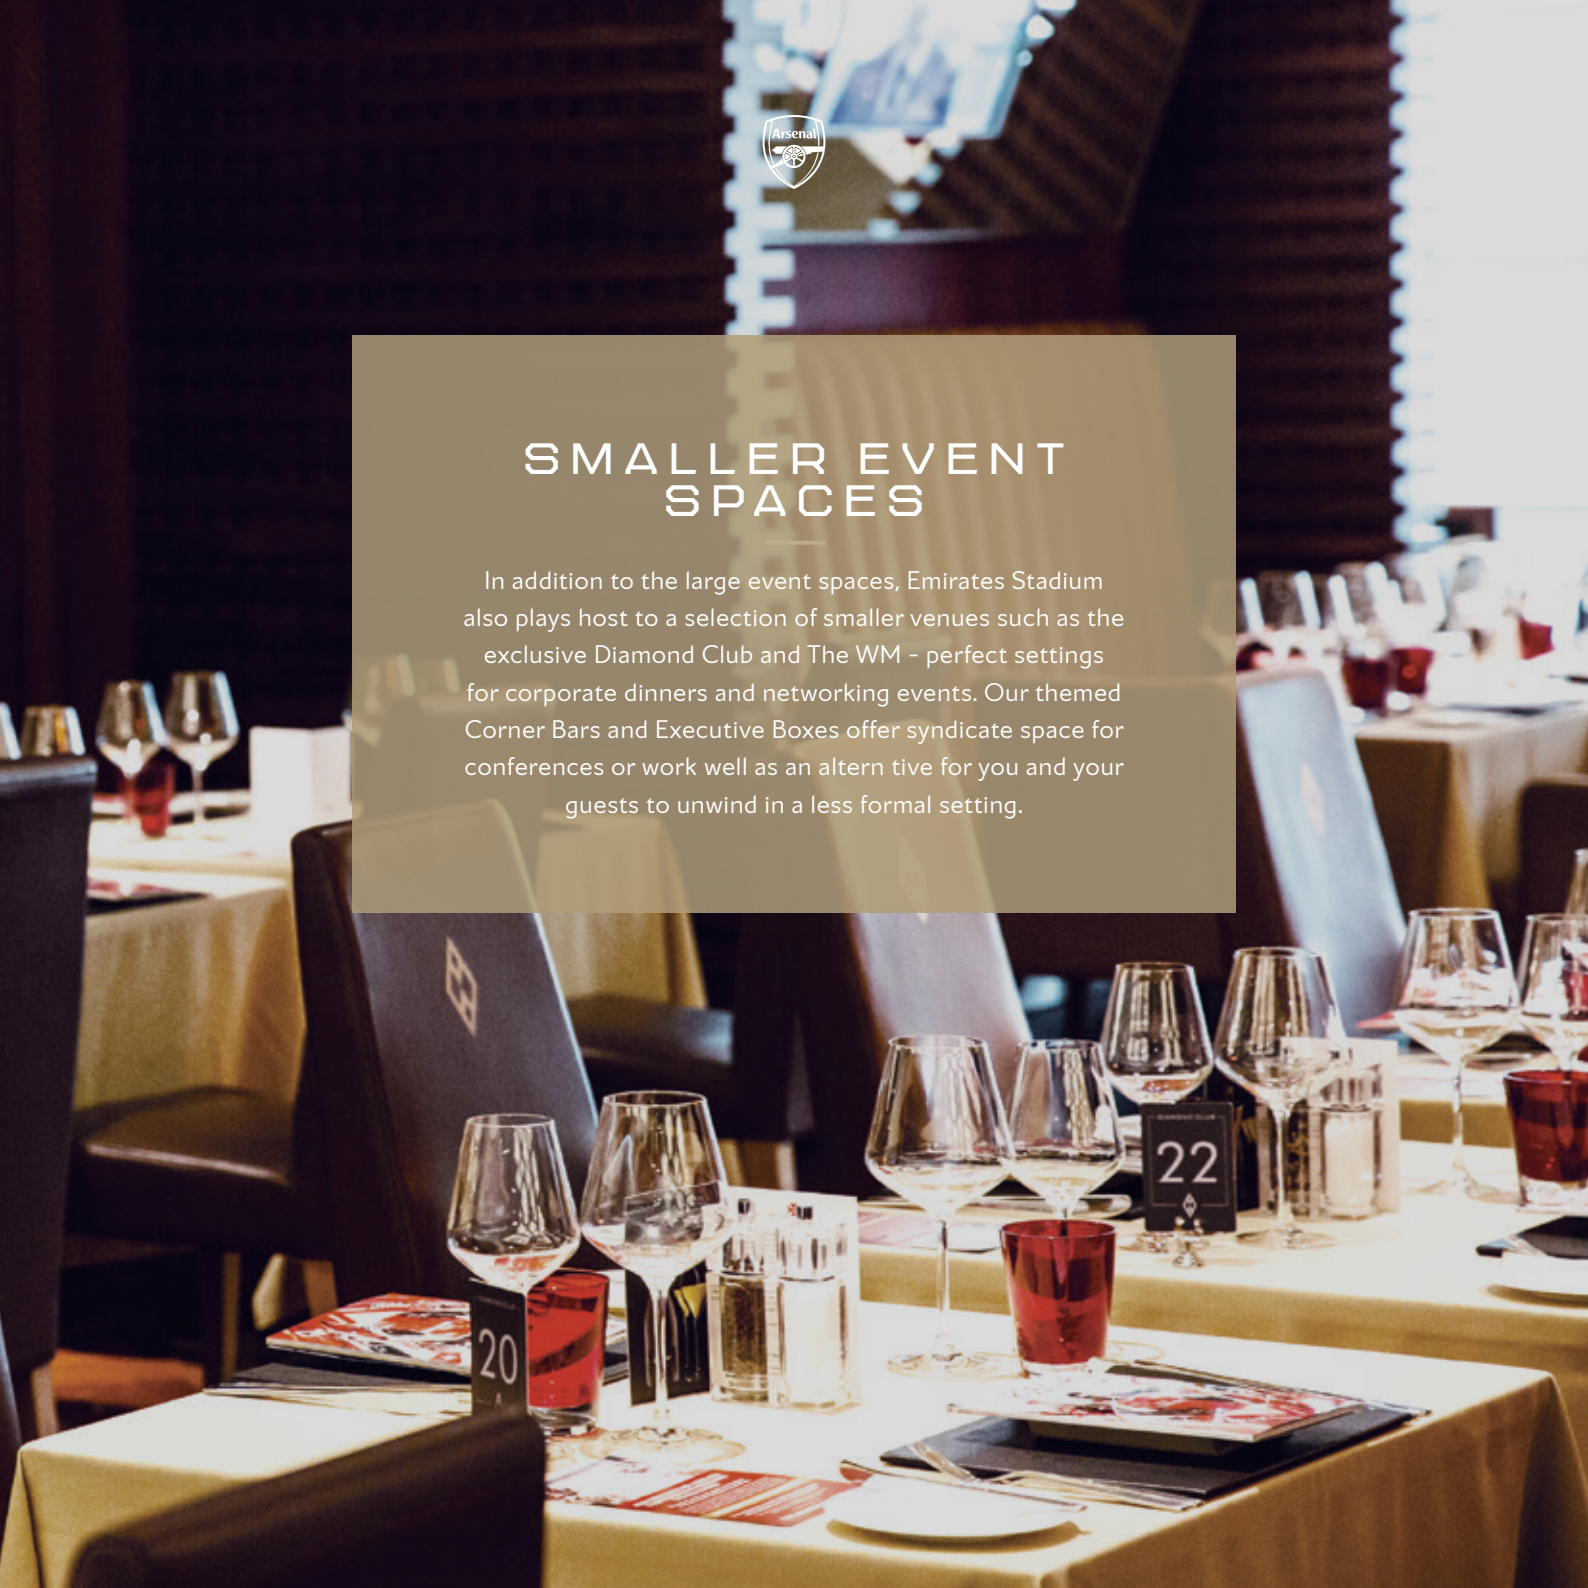 Arsenal
SMALLER EVENT
SPACES
In addition to the large event spaces, Emirates Stadium
also plays host to a selection of smaller venues such as the
exclusive Diamond Club and The WM – perfect settings
for corporate dinners and networking events. Our themed
Corner Bars and Executive Boxes offer syndicate space for
conferences or work well as an altern tive for you and your
guests to unwind in a less formal setting.
DIAMOND CLUB
22
20